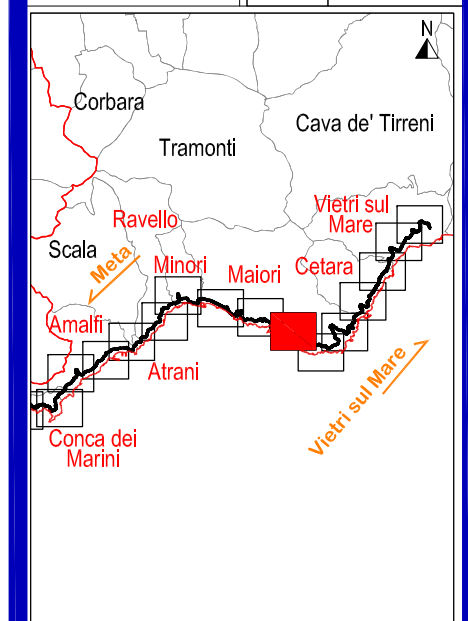 N
Corbara
Cava de' Tirreni
Tramonti
Vietri sul
Mare
Ravello
Scala
Meta
Minori
Maiori
Cetara
Amalfi
Atrani
Vietri sul Mare
Conca dei
Marini